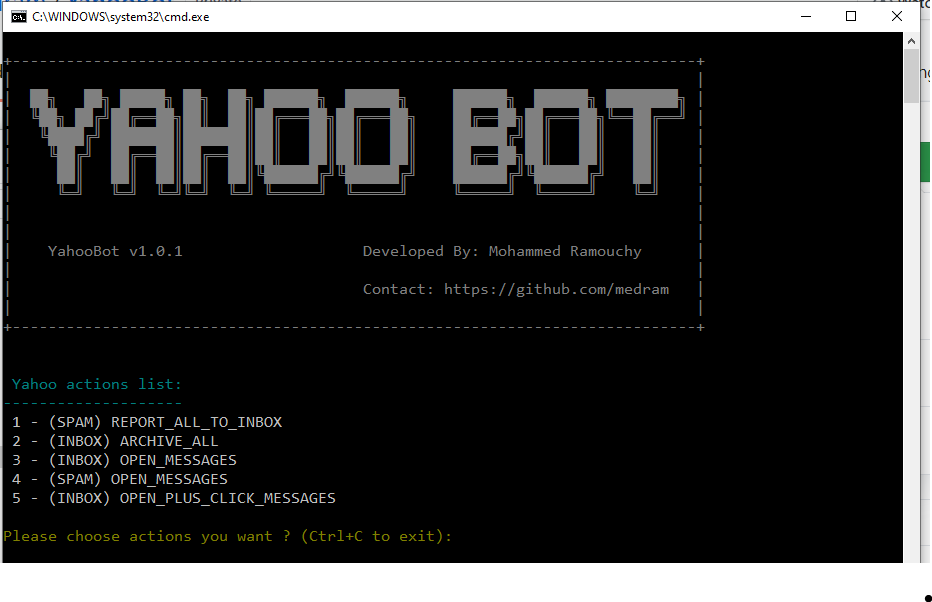 C:\WINDOWS\system32\cmd.exe
YAHOO BOT
YahooBot v1.0.1 Developed By: Mohammed Ramouchy
Contact: https://github.com/medram
Yahoo actions list:
--------------------
1 - (SPAM) REPORT_ALL_TO_INBOX
2 - (INBOX) ARCHIVE_ALL
3 - (INBOX) OPEN_MESSAGES
4 - (SPAM) OPEN_MESSAGES
5 - (INBOX) OPEN_PLUS_CLICK_MESSAGES
Please choose actions you want ? (Ctrl+C to exit):